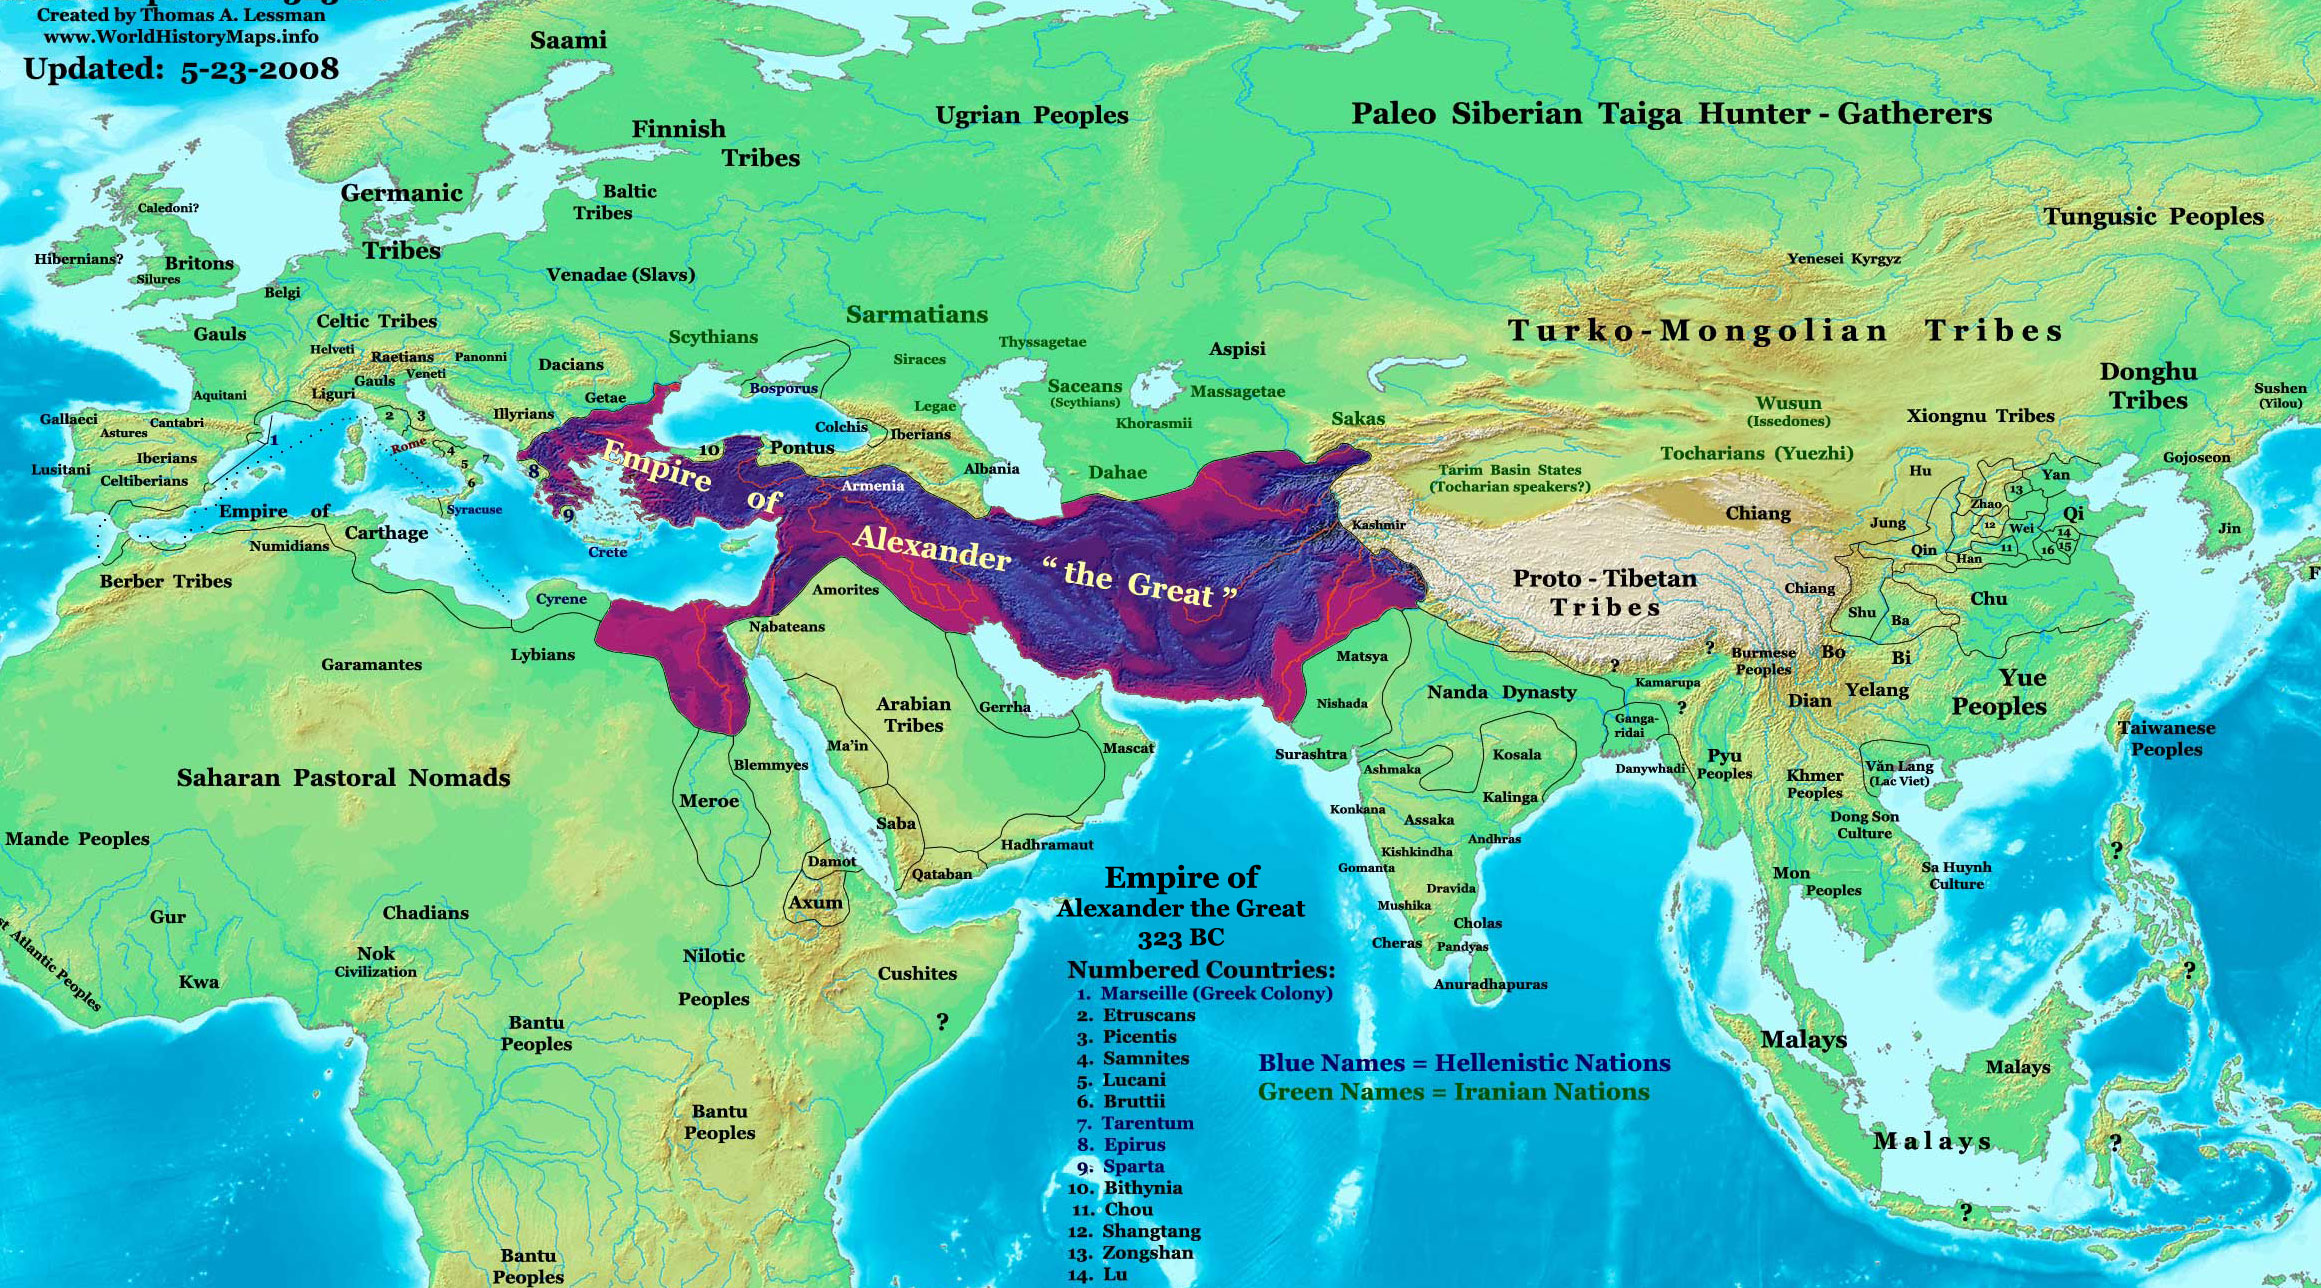 Created by Thomas A. Lessman
www.WorldHistoryMaps.info
Updated: 5-23-2008
Saami
Ugrian Peoples
Paleo Siberian Taiga Hunter - Gatherers
Finnish
Tribes
Germanic
Tribes
Baltic
Tribes
Caledoni?
Hibernians?
Britons
Silures
Belgi
Venadae (Slavs)
Tungusic Peoples
Yenesei Kyrgyz
Turko-Mongolian Tribes
Gauls
Celtic Tribes
Helveti
Raetians
Panonni
Gauls
Veneti
Liguri
Aquitani
Dacians
Getae
Illyrians
Scythians
Sarmatians
Siraces
Thyssagetae
Aspisi
Saceans
(Scythians)
Massagetae
Khorasmii
Legae
Bosporus
Colchis
Iberians
Albania
Pontus
Dahae
Sakas
Wusun
(Issedones)
Xiongnu Tribes
Donghu
Tribes
Sushen
(Yilou)
Tocharians (Yuezhi)
Tarim Basin States
(Tocharian speakers?)
Gallaeci
Astures
Cantabri
Iberians
Lusitani
Celtiberians
1
2
3
Rome
4
5
6
7
8
9
10
Syracuse
Crete
Empire of
Carthage
Numidians
Berber Tribes
Cyrene
Empire of
Alexander “the Great”
Armenia
Amorites
Nabateans
Kashmir
Chiang
Hu
Jung
Zhao
13
Yan
12
Wei
Qi
14
15
16
11
Qin
Han
Gojoseon
Jin
F
Proto - Tibetan
Tribes
Chiang
Shu
Ba
Chu
Garamantes
Lybians
Saharan Pastoral Nomads
Arabian
Tribes
Gerrha
Ma'in
Mascat
Blemmyes
Meroe
Saba
Hadhramaut
Qataban
Damot
Axum
Matsya
Nishada
Nanda Dynasty
Surashtra
Ashmaka
Kosala
Ganga-
ridai
Kamarupa
?
?
?
Danywhadi
Burmese
Peoples
Bo
Bi
Dian
Yelang
Yue
Peoples
Taiwanese
Peoples
Pyu
Peoples
Khmer
Peoples
Văn Lang
(Lac Viet)
Dong Son
Culture
Sa Huynh
Culture
Mon
Peoples
Konkana
Kalinga
Assaka
Andhras
Kishkindha
Gomanta
Dravida
Mushika
Cholas
Cheras
Pandyas
Anuradhapuras
Mande Peoples
Gur
Chadians
Nok
Civilization
Kwa
st Atlantic Peoples
Nilotic
Peoples
Cushites
?
Bantu
Peoples
Bantu
Peoples
Bantu
Peoples
Empire of
Alexander the Great
323 BC
Numbered Countries:
1. Marseille (Greek Colony)
2. Etruscans
3. Picentis
4. Samnites
5. Lucani
6. Bruttii
7. Tarentum
8. Epirus
9. Sparta
10. Bithynia
11. Chou
12. Shangtang
13. Zongshan
14. Lu
Blue Names = Hellenistic Nations
Green Names = Iranian Nations
Malays
Malays
Malays
?
?
?
?